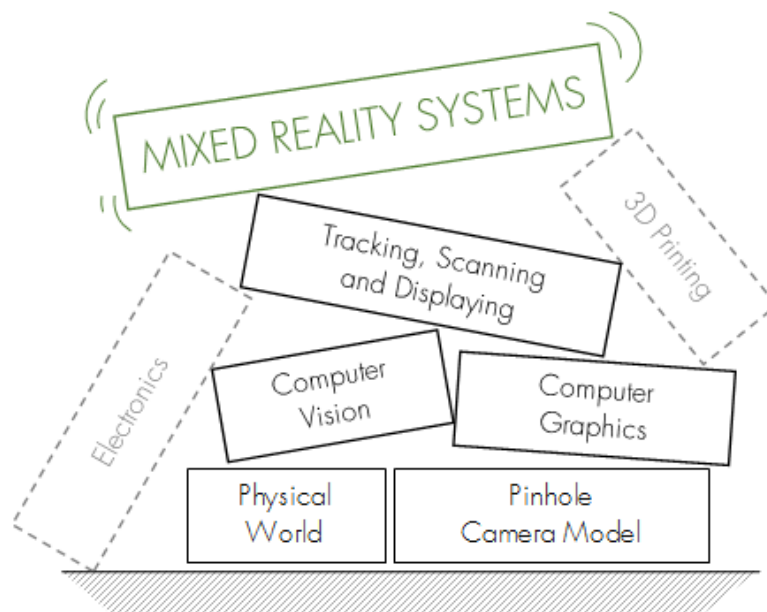 MIXED REALITY SYSTEMS
3D Printing
Tracking, Scanning
and Displaying
Electronics
Computer
Vision
Computer
Graphics
Physical
World
Pinhole
Camera Model